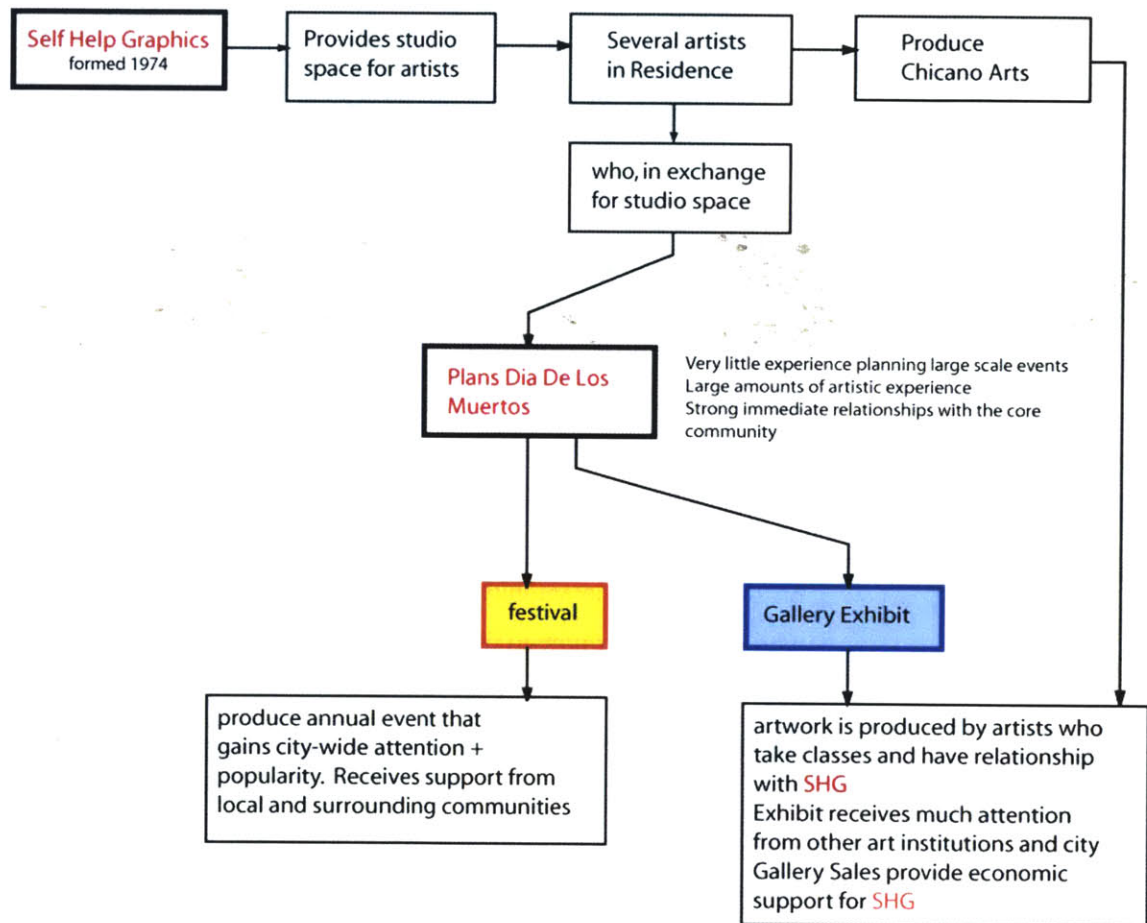 Self Help Graphics
formed 1974
Provides studio
space for artists
Several artists
in Residence
Produce
Chicano Arts
who, in exchange
for studio space
Plans Dia De Los
Muertos
Very little experience planning large scale events
Large amounts of artistic experience
Strong immediate relationships with the core
community
festival
Gallery Exhibit
produce annual event that
gains city-wide attention +
popularity. Receives support from
local and surrounding communities
artwork is produced by artists who
take classes and have relationship
with SHG
Exhibit receives much attention
from other art institutions and city
Gallery Sales provide economic
support for SHG